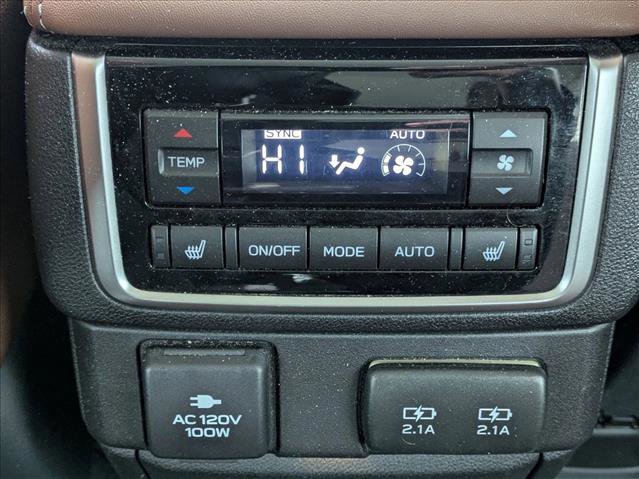 SYNC AUTO
TEMP HI
ON/OFF MODE AUTO
AC 120V
100W
2.1A 2.1A